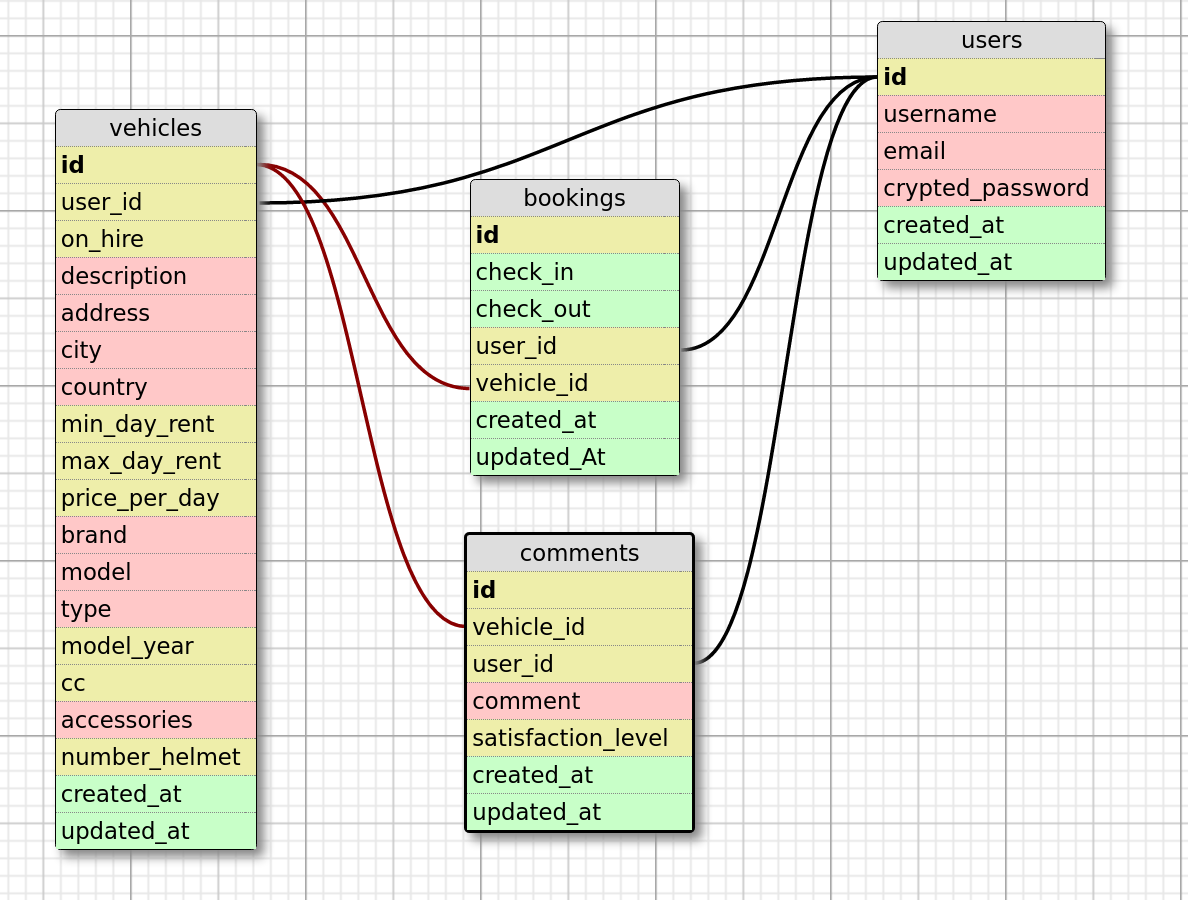 vehicles
id
user_id
on_hire
description
address
city
country
min_day_rent
max_day_rent
price_per_day
brand
model
type
model_year
cc
accessories
number_helmet
created_at
updated_at
bookings
id
check_in
check_out
user_id
vehicle_id
created_at
updated_At
comments
id
vehicle_id
user_id
comment
satisfaction_level
created_at
updated_at
users
id
username
email
crypted_password
created_at
updated_at